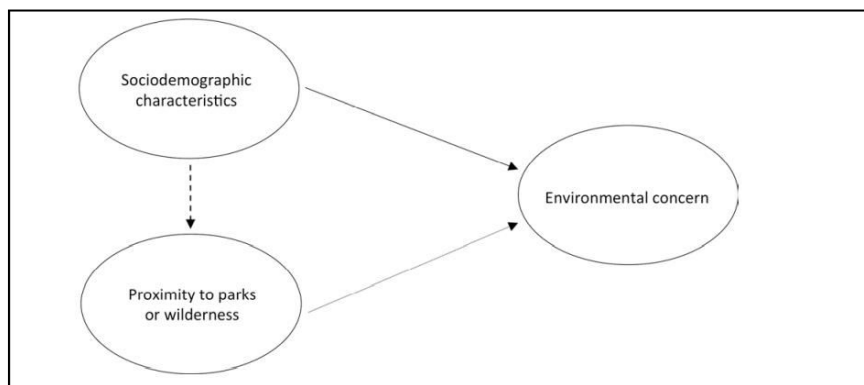 Sociodemographic
characteristics
Environmental concern
Proximity to parks
or wilderness